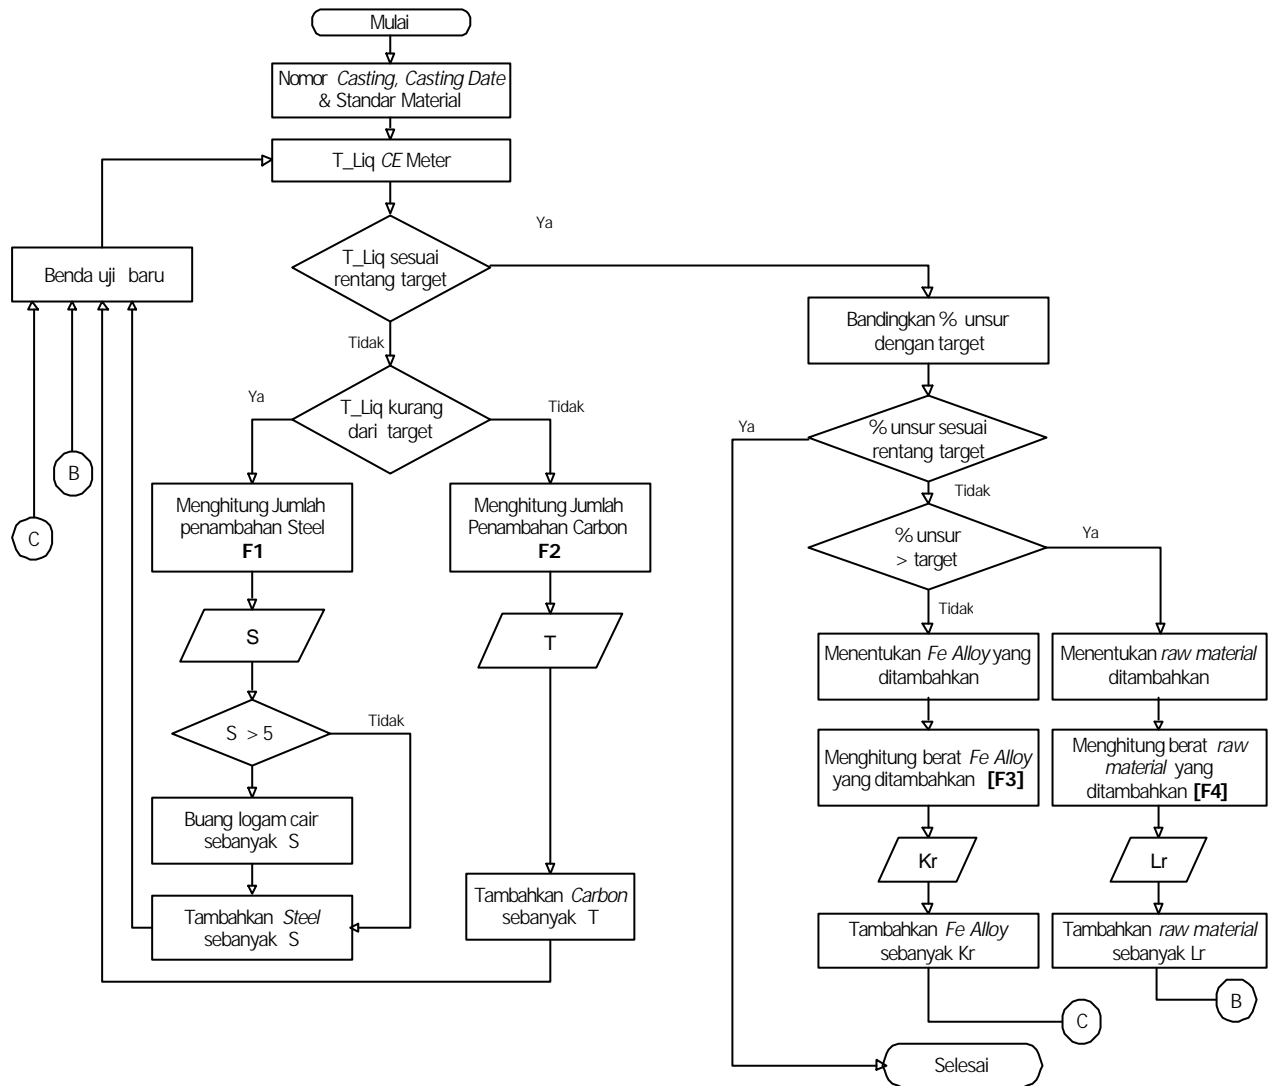 Mulai
Nomor Casting, Casting Date
& Standar Material
T_Liq CE Meter
Ya
T_Liq sesuai
rentang target
Benda uji baru
Bandingkan % unsur
dengan target
Tidak
Ya
T_Liq kurang
dari target
Tidak
Ya
% unsur sesuai
rentang target
B
Tidak
Menghitung Jumlah
penambahan Steel
F1
Menghitung Jumlah
Penambahan Carbon
F2
C
% unsur
> target
Ya
Tidak
S
T
Menentukan Fe Alloy yang
ditambahkan
Menentukan raw material
ditambahkan
S > 5
Tidak
Menghitung berat Fe Alloy
yang ditambahkan [F3]
Menghitung berat raw
material yang
ditambahkan [F4]
Buang logam cair
sebanyak S
Kr
Lr
Tambahkan Steel
sebanyak S
Tambahkan Carbon
sebanyak T
Tambahkan Fe Alloy
sebanyak Kr
Tambahkan raw material
sebanyak Lr
B
C
Selesai